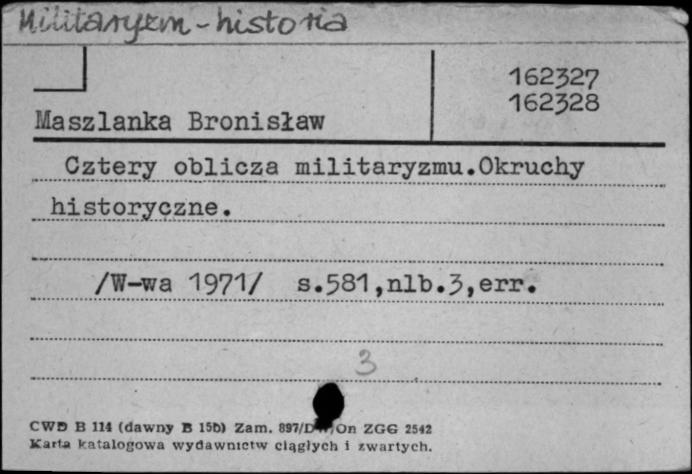 Militaryzm - historia
162327
162328
Maszlanka Bronisław
Cztery oblicza militaryzmu.Okruchy
historyczne.
/W-wa 1971/ s.581,nlb.3,err.
3
CWD B 114 (dawny B 15b) Zam. 897/ On ZGG 2542
Karta katalogowa wydawnictw ciągłych i zwartych.